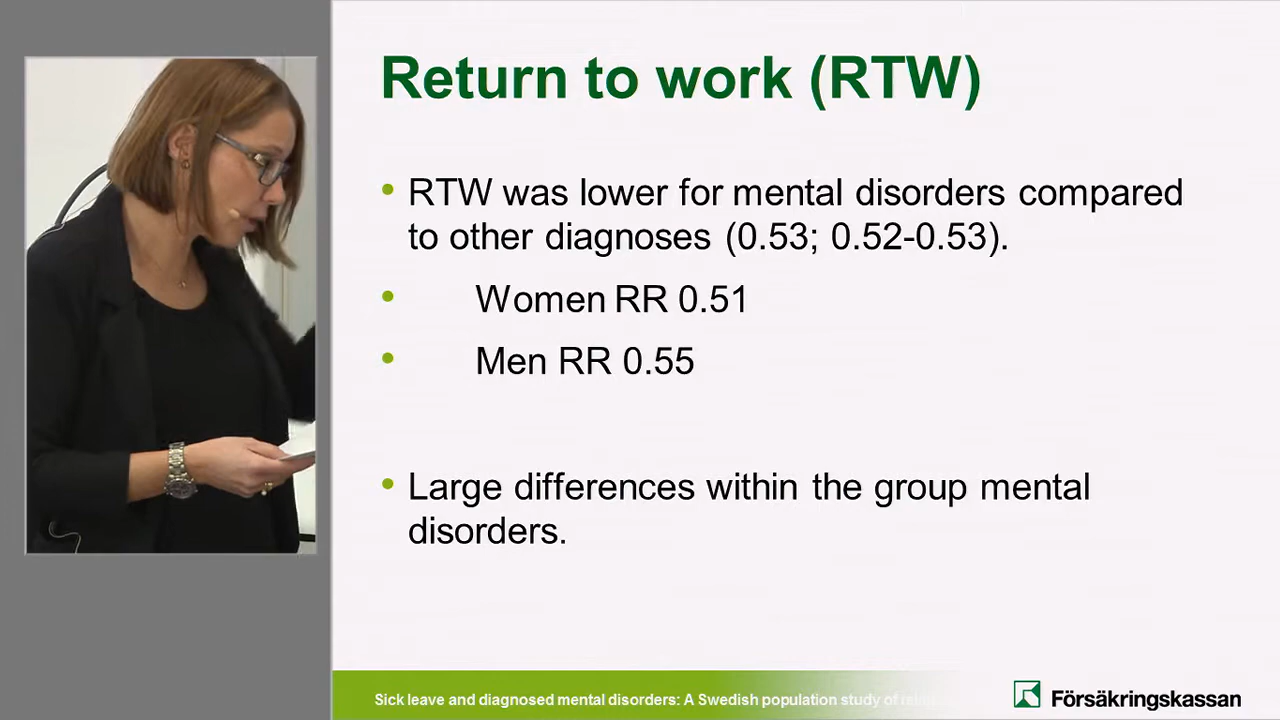 Return to work (RTW)
• RTW was lower for mental disorders compared
to other diagnoses (0.53; 0.52-0.53).
• Women RR 0.51
• Men RR 0.55
• Large differences within the group mental
disorders.
Sick leave and diagnosed mental disorders: A Swedish population study of
Försäkringskassan